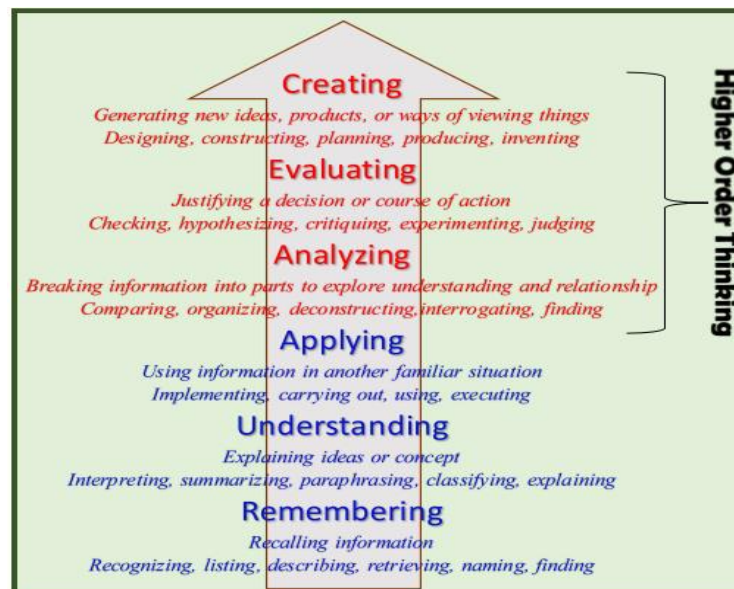 Creating
Generating new ideas, products, or ways of viewing things
Designing, constructing, planning, producing, inventing
Evaluating
Justifying a decision or course of action
Checking, hypothesizing, critiquing, experimenting, judging
Analyzing
Breaking information into parts to explore understanding and relationship
Comparing, organizing, deconstructing,interrogating, finding
Applying
Using information in another familiar situation
Implementing, carrying out, using, executing
Understanding
Explaining ideas or concept
Interpreting, summarizing, paraphrasing, classifying, explaining
Remembering
Recalling information
Recognizing, listing, describing, retrieving, naming, finding
Higher Order Thinking